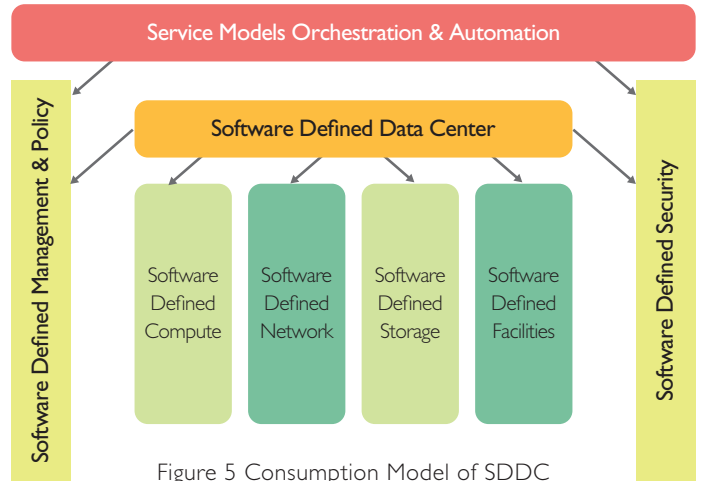 Service Models Orchestration & Automation
Software Defined Management & Policy
Software Defined Data Center
Software Defined Security
Software
Defined
Compute
Software
Defined
Network
Software
Defined
Storage
Software
Defined
Facilities
Figure 5 Consumption Model of SDDC